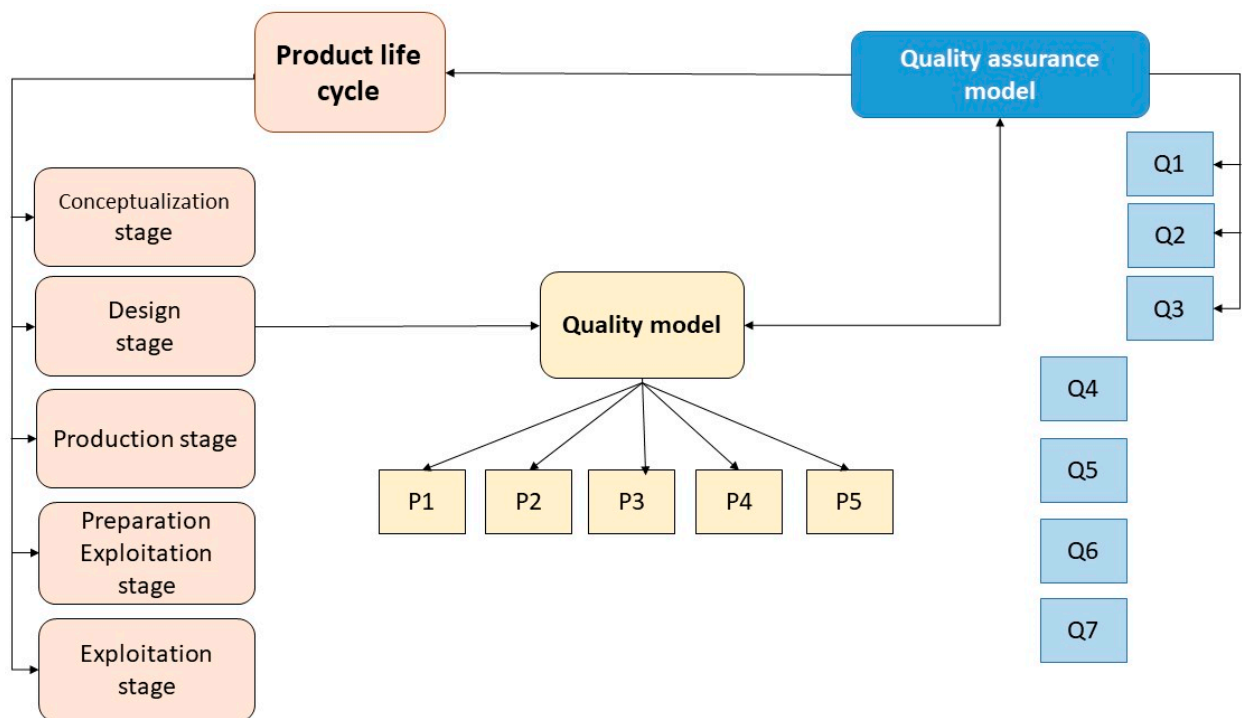 Product life
cycle
Quality assurance
model
Q1
Q2
Q3
Conceptualization
stage
Design
stage
Quality model
Production stage
Q4
Q5
P1
P2
P3
P4
P5
Preparation
Exploitation
stage
Q6
Q7
Exploitation
stage